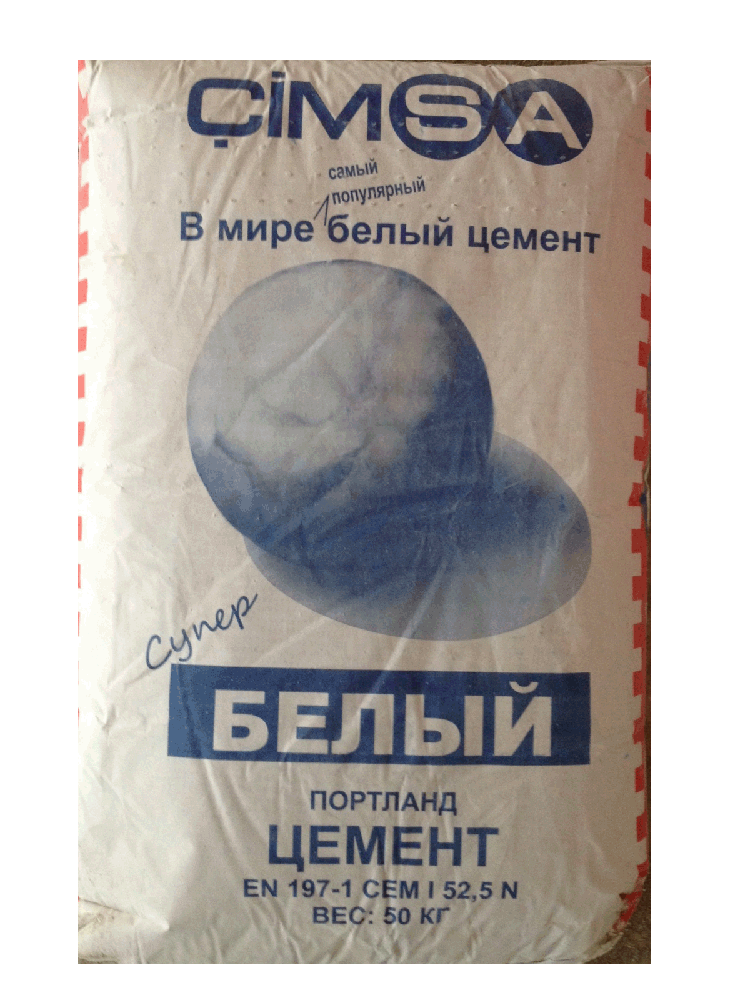 ÇİMSA
самый
популярный
В мире белый цемент
Супер
БЕЛЫЙ
ПОРТЛАНД
ЦЕМЕНТ
EN 197-1 CEM I 52,5 N
ВЕС: 50 КГ